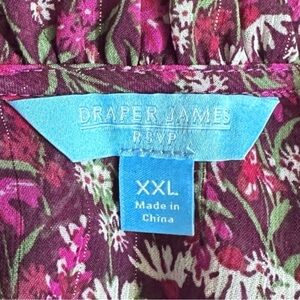 DRAPER JAMES
RSVP
XXL
Made in
China